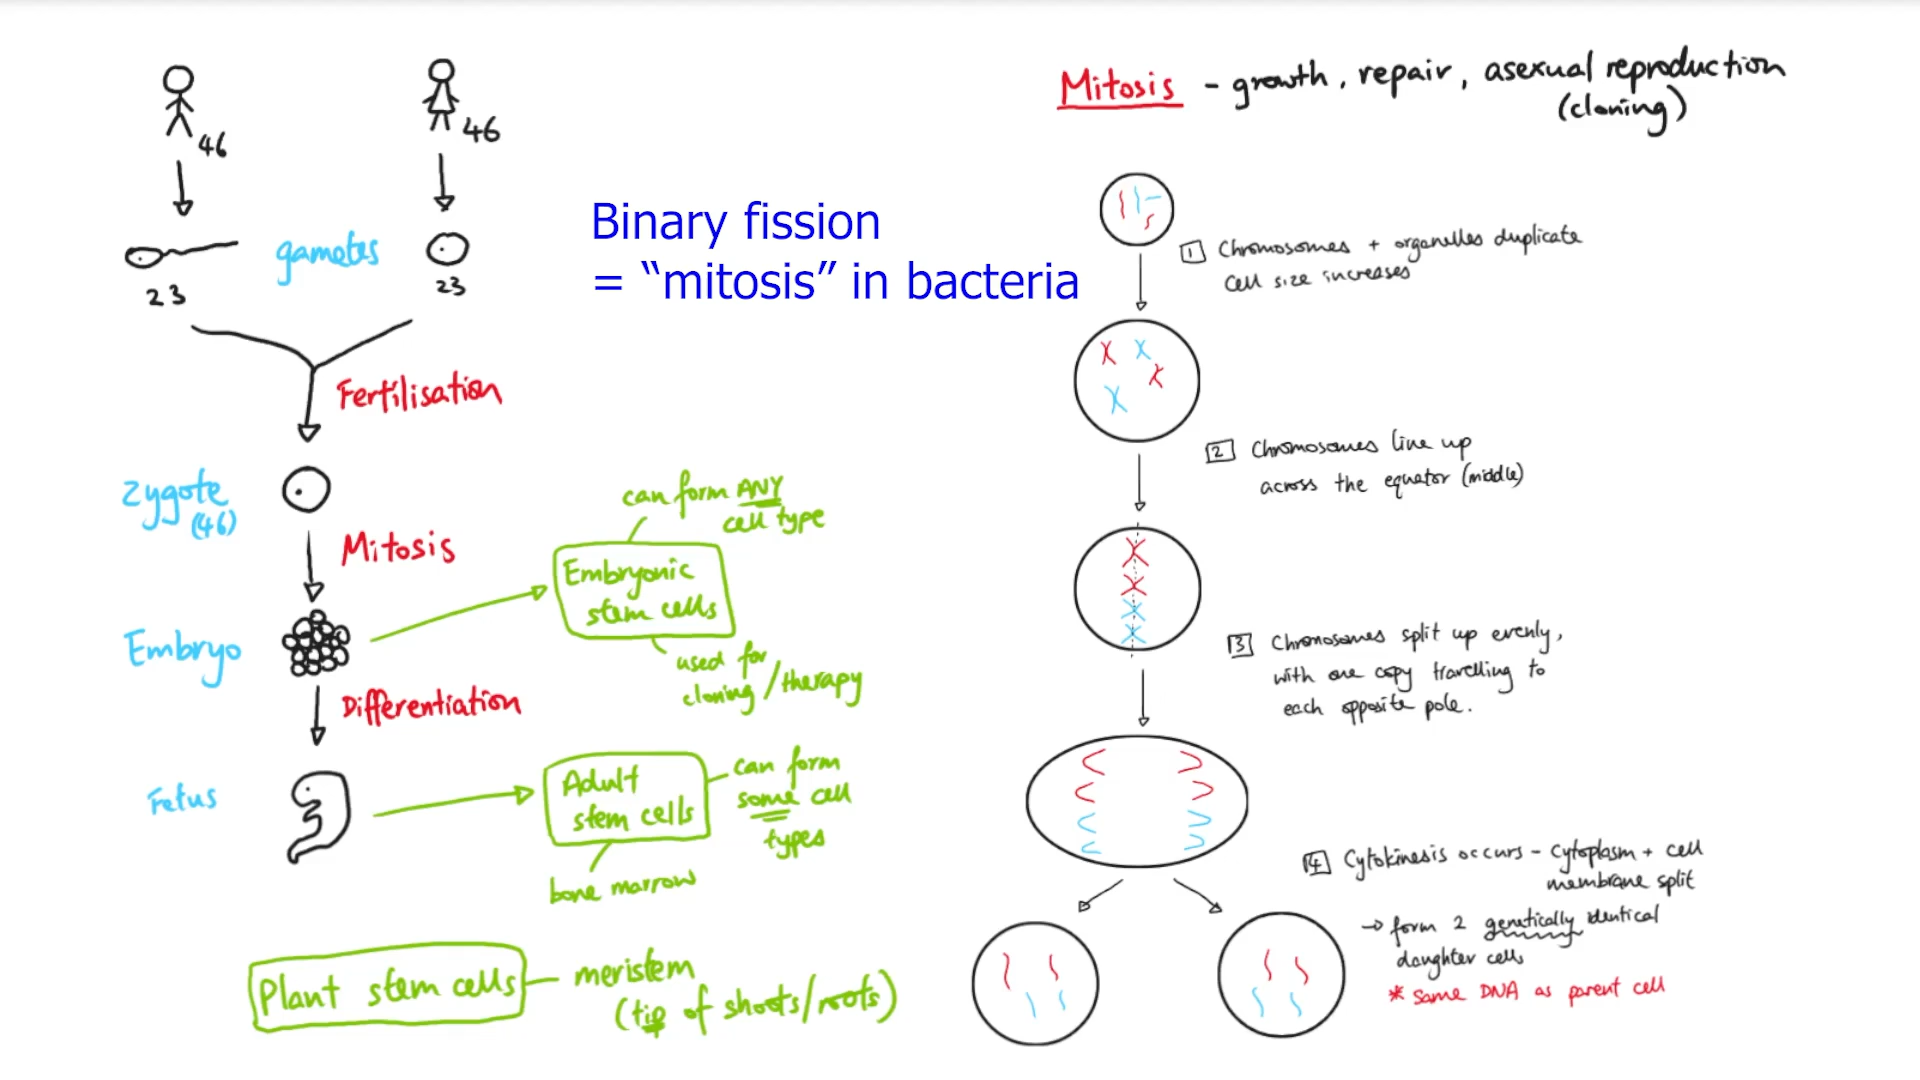 46
46
gametes
23
23
Fertilisation
Zygote
(46)
Mitosis
Embryo
Differentiation
Fetus
can form ANY
cell type
Embryonic
stem cells
used for
cloning/therapy
Adult
stem cells
can form
some cell
types
bone marrow
Plant stem cells
meristem
(tip of shoots/roots)
Binary fission
= “mitosis” in bacteria
Mitosis - growth, repair, asexual reproduction
(cloning)
1 Chromosomes + organelles duplicate
Cell size increases
2 Chromosomes line up
across the equator (middle)
3 Chromosomes split up evenly,
with one copy travelling to
each opposite pole.
4 Cytokinesis occurs - cytoplasm + cell
membrane split
→ form 2 genetically identical
daughter cells
* same DNA as parent cell